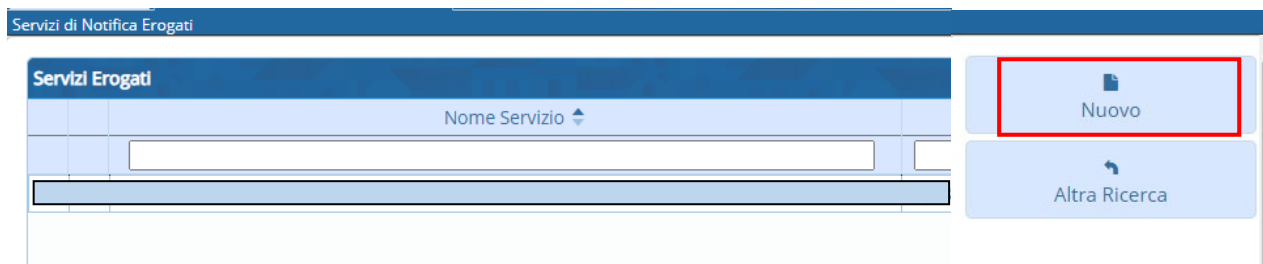 Servizi di Notifica Erogati
Servizi Erogati
Nome Servizio
Nuovo
Altra Ricerca